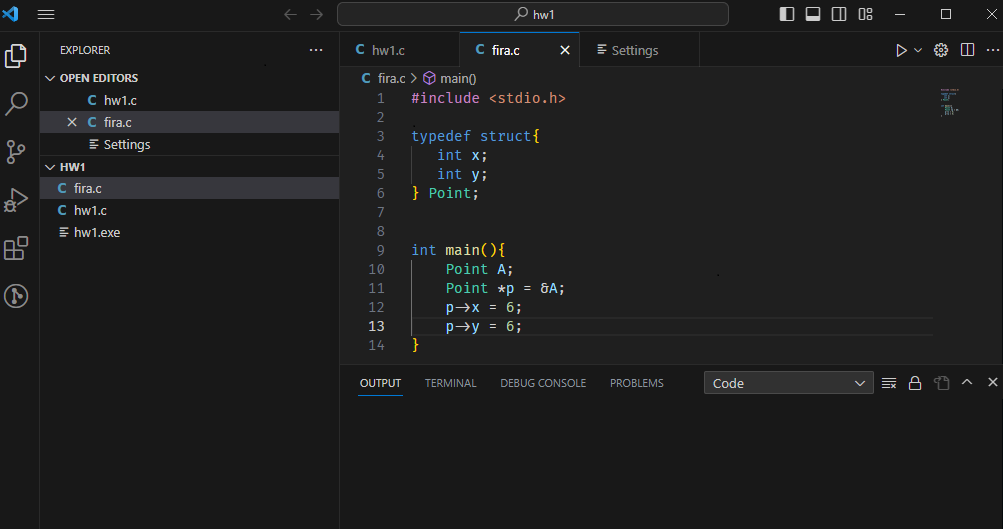 hw1
EXPLORER
OPEN EDITORS
hw1.c
fira.c
Settings
HW1
fira.c
hw1.c
hw1.exe
hw1.c fira.c Settings
fira.c > main()
1 #include <stdio.h>
2
3 typedef struct{
4 int x;
5 int y;
6 } Point;
7
8
9 int main(){
10 Point A;
11 Point *p = &A;
12 p->x = 6;
13 p->y = 6;
14 }
OUTPUT TERMINAL DEBUG CONSOLE PROBLEMS Code